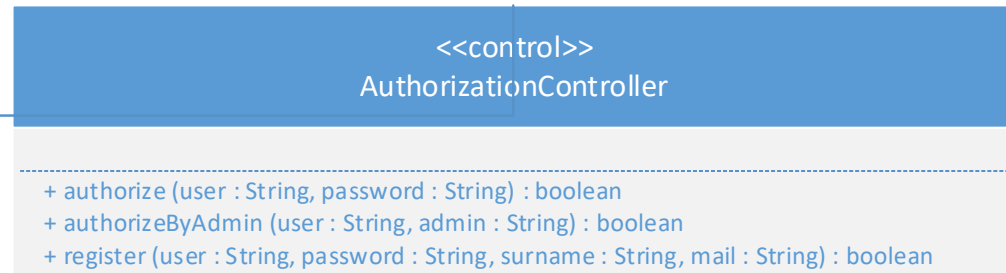 <<control>>
AuthorizationController
+ authorize (user : String, password : String) : boolean
+ authorizeByAdmin (user : String, admin : String) : boolean
+ register (user : String, password : String, surname : String, mail : String) : boolean